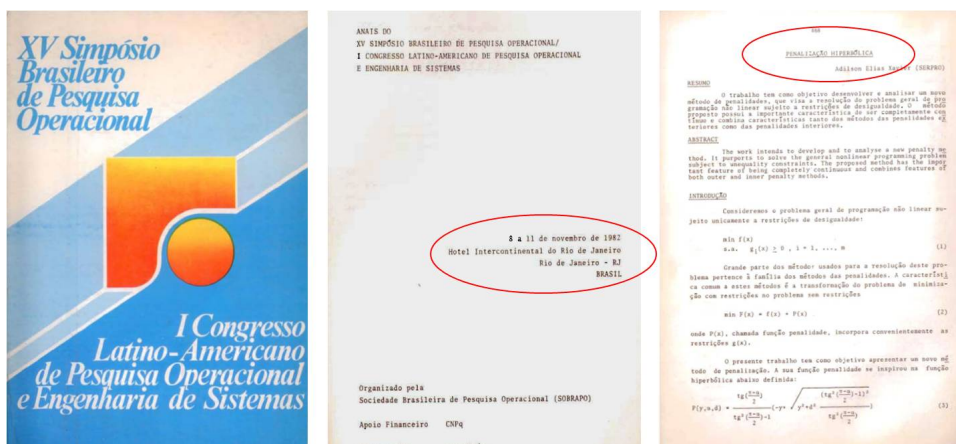 XV Simpósio
Brasileiro
de Pesquisa
Operacional
I Congresso
Latino-Americano
de Pesquisa Operacional
e Engenharia de Sistemas
ANAIS DO
XV SIMPÓSIO BRASILEIRO DE PESQUISA OPERACIONAL/
I CONGRESSO LATINO-AMERICANO DE PESQUISA OPERACIONAL
E ENGENHARIA DE SISTEMAS
8 a 11 de novembro de 1982
Hotel Intercontinental do Rio de Janeiro
Rio de Janeiro - RJ
BRASIL
Organizado pela
Sociedade Brasileira de Pesquisa Operacional (SOBRAPO)
Apoio Financeiro CNPq
PENALIZAÇÃO HIPERBÓLICA
Adilson Elias Xavier (SERPRO)
RESUMO
O trabalho tem como objetivo desenvolver e analisar um novo
método de penalidades, que visa a resolução do problema geral de pro
gramação não linear sujeito a restrições de desigualdade. O método
proposto possui a importante característica de ser completamente con
tínuo e combina características tanto dos métodos das penalidades ex
teriores como das penalidades interiores.
ABSTRACT
The work intends to develop and to analyse a new penalty me
thod. It purports to solve the general nonlinear programming problem
subject to unequality constraints. The proposed method has the impor
tant feature of being completely continuous and combines features of
both outer and inner penalty methods.
INTRODUÇÃO
Consideremos o problema geral de programação não linear su-
jeito unicamente a restrições de desigualdade:
min f(x)
s.a. g_i(x) ≥ 0 , i = 1, ..., m (1)
Grande parte dos métodos usados para a resolução deste pro-
blema pertence à família dos métodos das penalidades. A característi
ca comum a estes métodos é a transformação do problema de minimiza-
ção com restrições no problema sem restrições
min F(x) = f(x) + P(x) (2)
onde P(x), chamada função penalidade, incorpora convenientemente as
restrições g(x).
O presente trabalho tem como objetivo apresentar um novo mé
todo de penalização. A sua função penalidade se inspirou na função
hiperbólica abaixo definida:
(3)